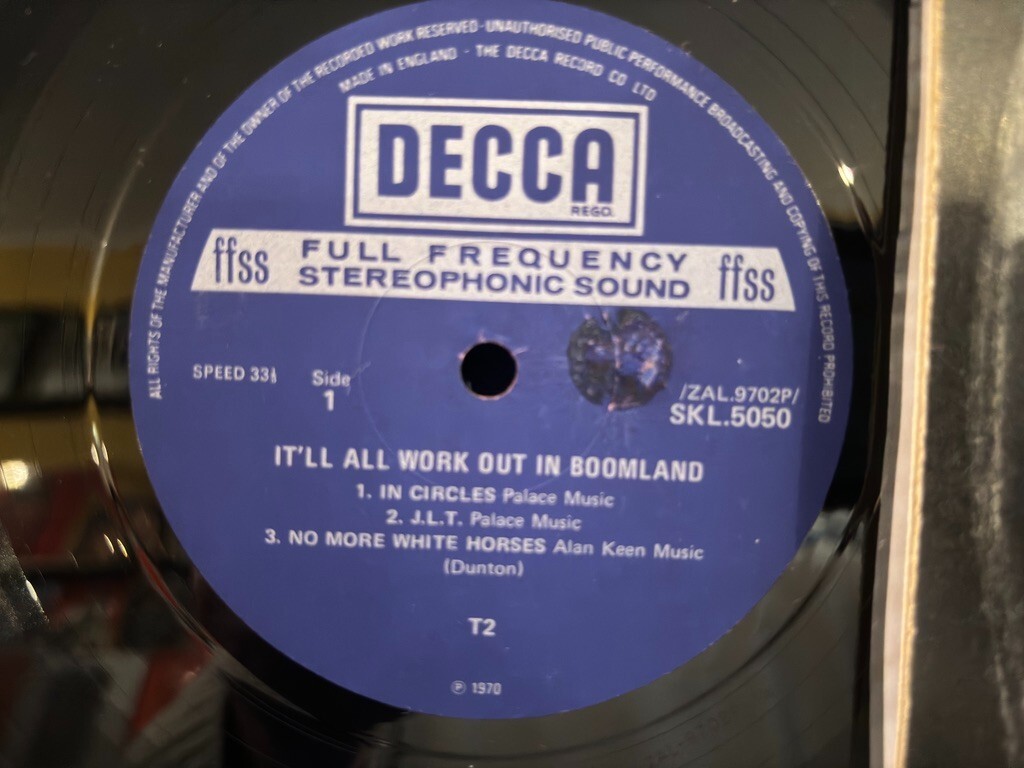 ALL RIGHTS OF THE MANUFACTURER AND OF THE OWNER OF THE RECORDED WORK RESERVED · UNAUTHORISED PUBLIC PERFORMANCE BROADCASTING AND COPYING OF THIS RECORD PROHIBITED
MADE IN ENGLAND · THE DECCA RECORD CO LTD
DECCA
REGD.
ffss FULL FREQUENCY ffss
STEREOPHONIC SOUND
SPEED 33⅓ Side /ZAL.9702P/
1 SKL.5050
IT'LL ALL WORK OUT IN BOOMLAND
1. IN CIRCLES Palace Music
2. J.L.T. Palace Music
3. NO MORE WHITE HORSES Alan Keen Music
(Dunton)
T2
℗ 1970